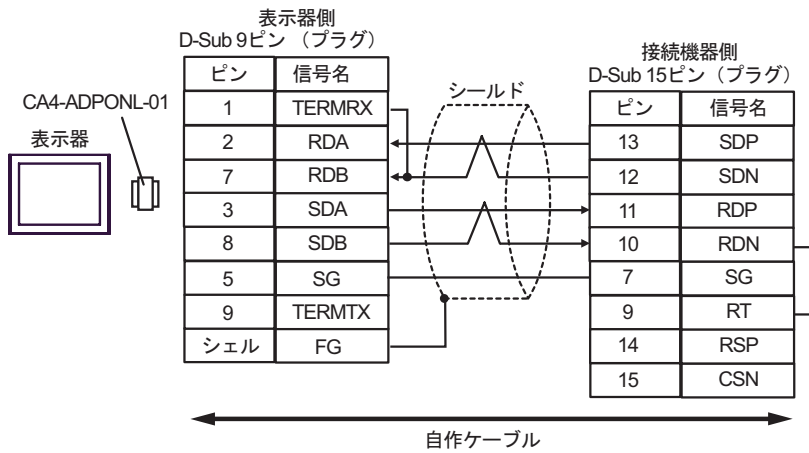 表示器側
D-Sub 9ピン （プラグ）
接続機器側
D-Sub 15ピン（プラグ）
CA4-ADPONL-01
表示器
シールド
ピン 信号名
1 TERMRX
2 RDA
7 RDB
3 SDA
8 SDB
5 SG
9 TERMTX
シェル FG
ピン 信号名
13 SDP
12 SDN
11 RDP
10 RDN
7 SG
9 RT
14 RSP
15 CSN
自作ケーブル